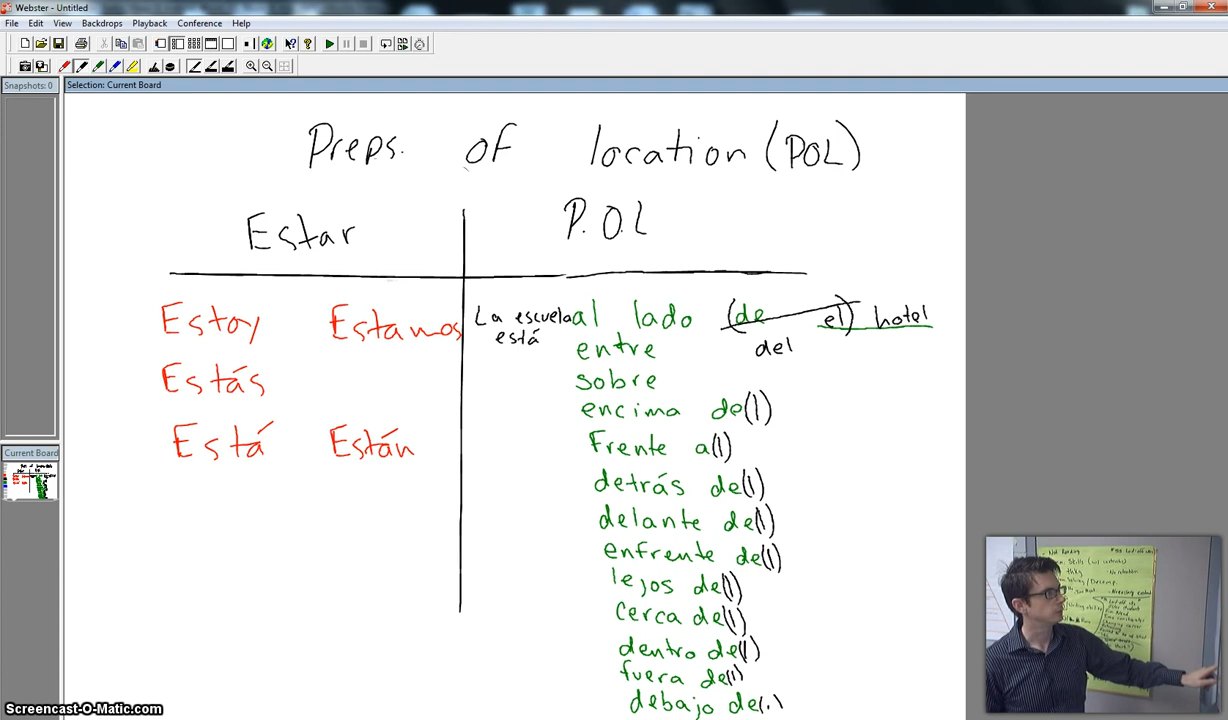 Webster - Untitled
File Edit View Backdrops Playback Conference Help
Snapshots: 0
Selection: Current Board
Preps. of location (POL)
Estar
P.O.L
Estoy Estamos
Estás
Está Están
La escuela
está
al lado (de el) hotel
del
entre
sobre
encima de(l)
frente a(l)
detrás de(l)
delante de(l)
enfrente de(l)
lejos de(l)
cerca de(l)
dentro de(l)
fuera de(l)
debajo de(l)
Current Board
Not Reading
Screencast-O-Matic.com